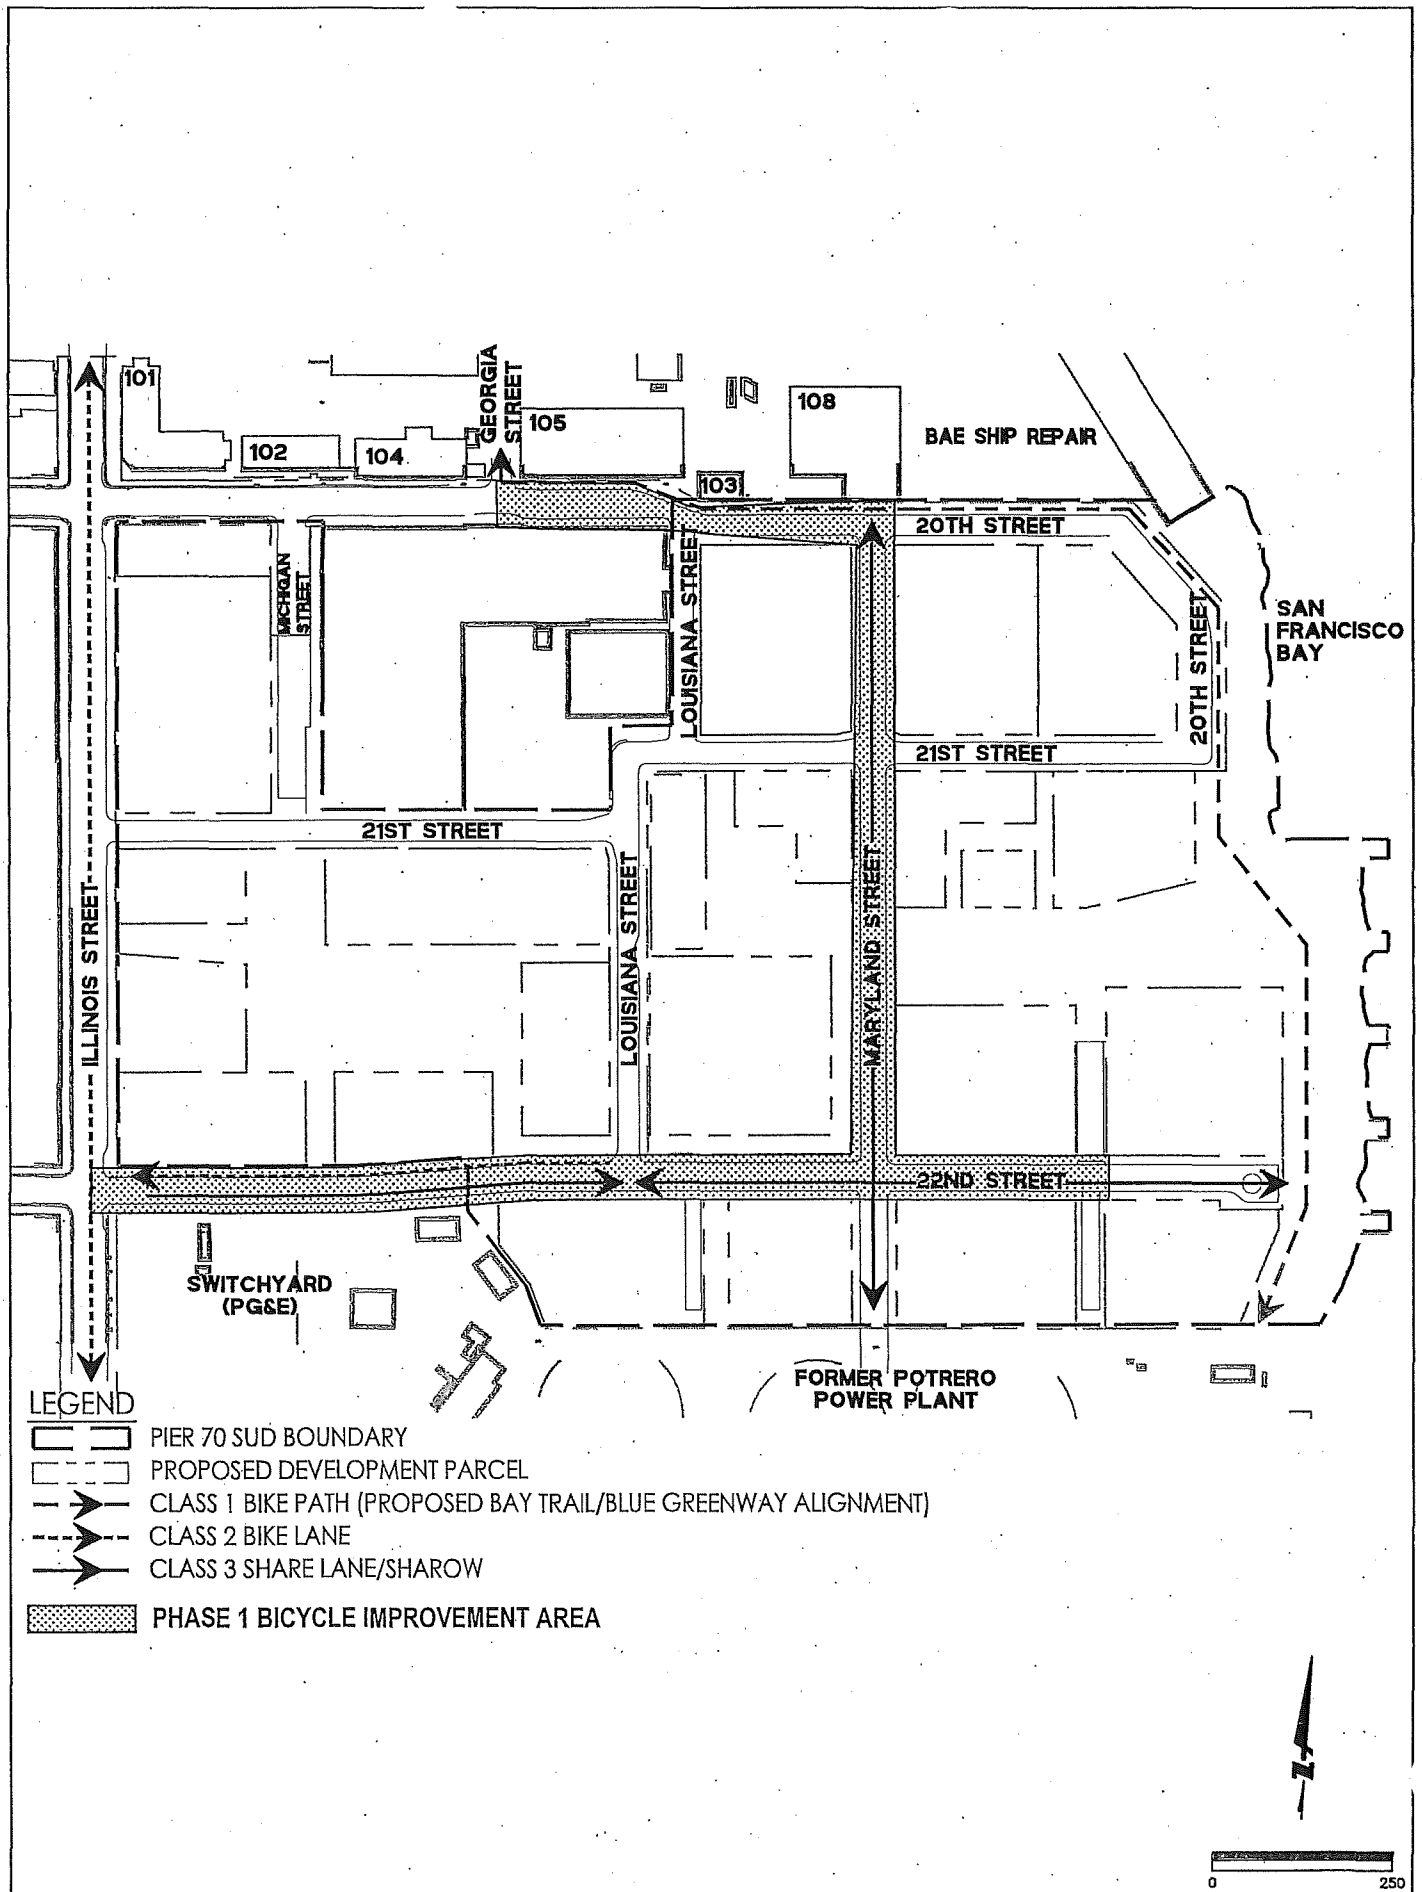 GEORGIA
STREET
101
102
104
105
108
103
BAE SHIP REPAIR
20TH STREET
MICHIGAN
STREET
LOUISIANA STREET
20TH STREET
SAN
FRANCISCO
BAY
21ST STREET
21ST STREET
ILLINOIS STREET
LOUISIANA STREET
MARYLAND STREET
22ND STREET
SWITCHYARD
(PG&E)
FORMER POTRERO
POWER PLANT
LEGEND
PIER 70 SUD BOUNDARY
PROPOSED DEVELOPMENT PARCEL
CLASS 1 BIKE PATH (PROPOSED BAY TRAIL/BLUE GREENWAY ALIGNMENT)
CLASS 2 BIKE LANE
CLASS 3 SHARE LANE/SHAROW
PHASE 1 BICYCLE IMPROVEMENT AREA
Z
0 250